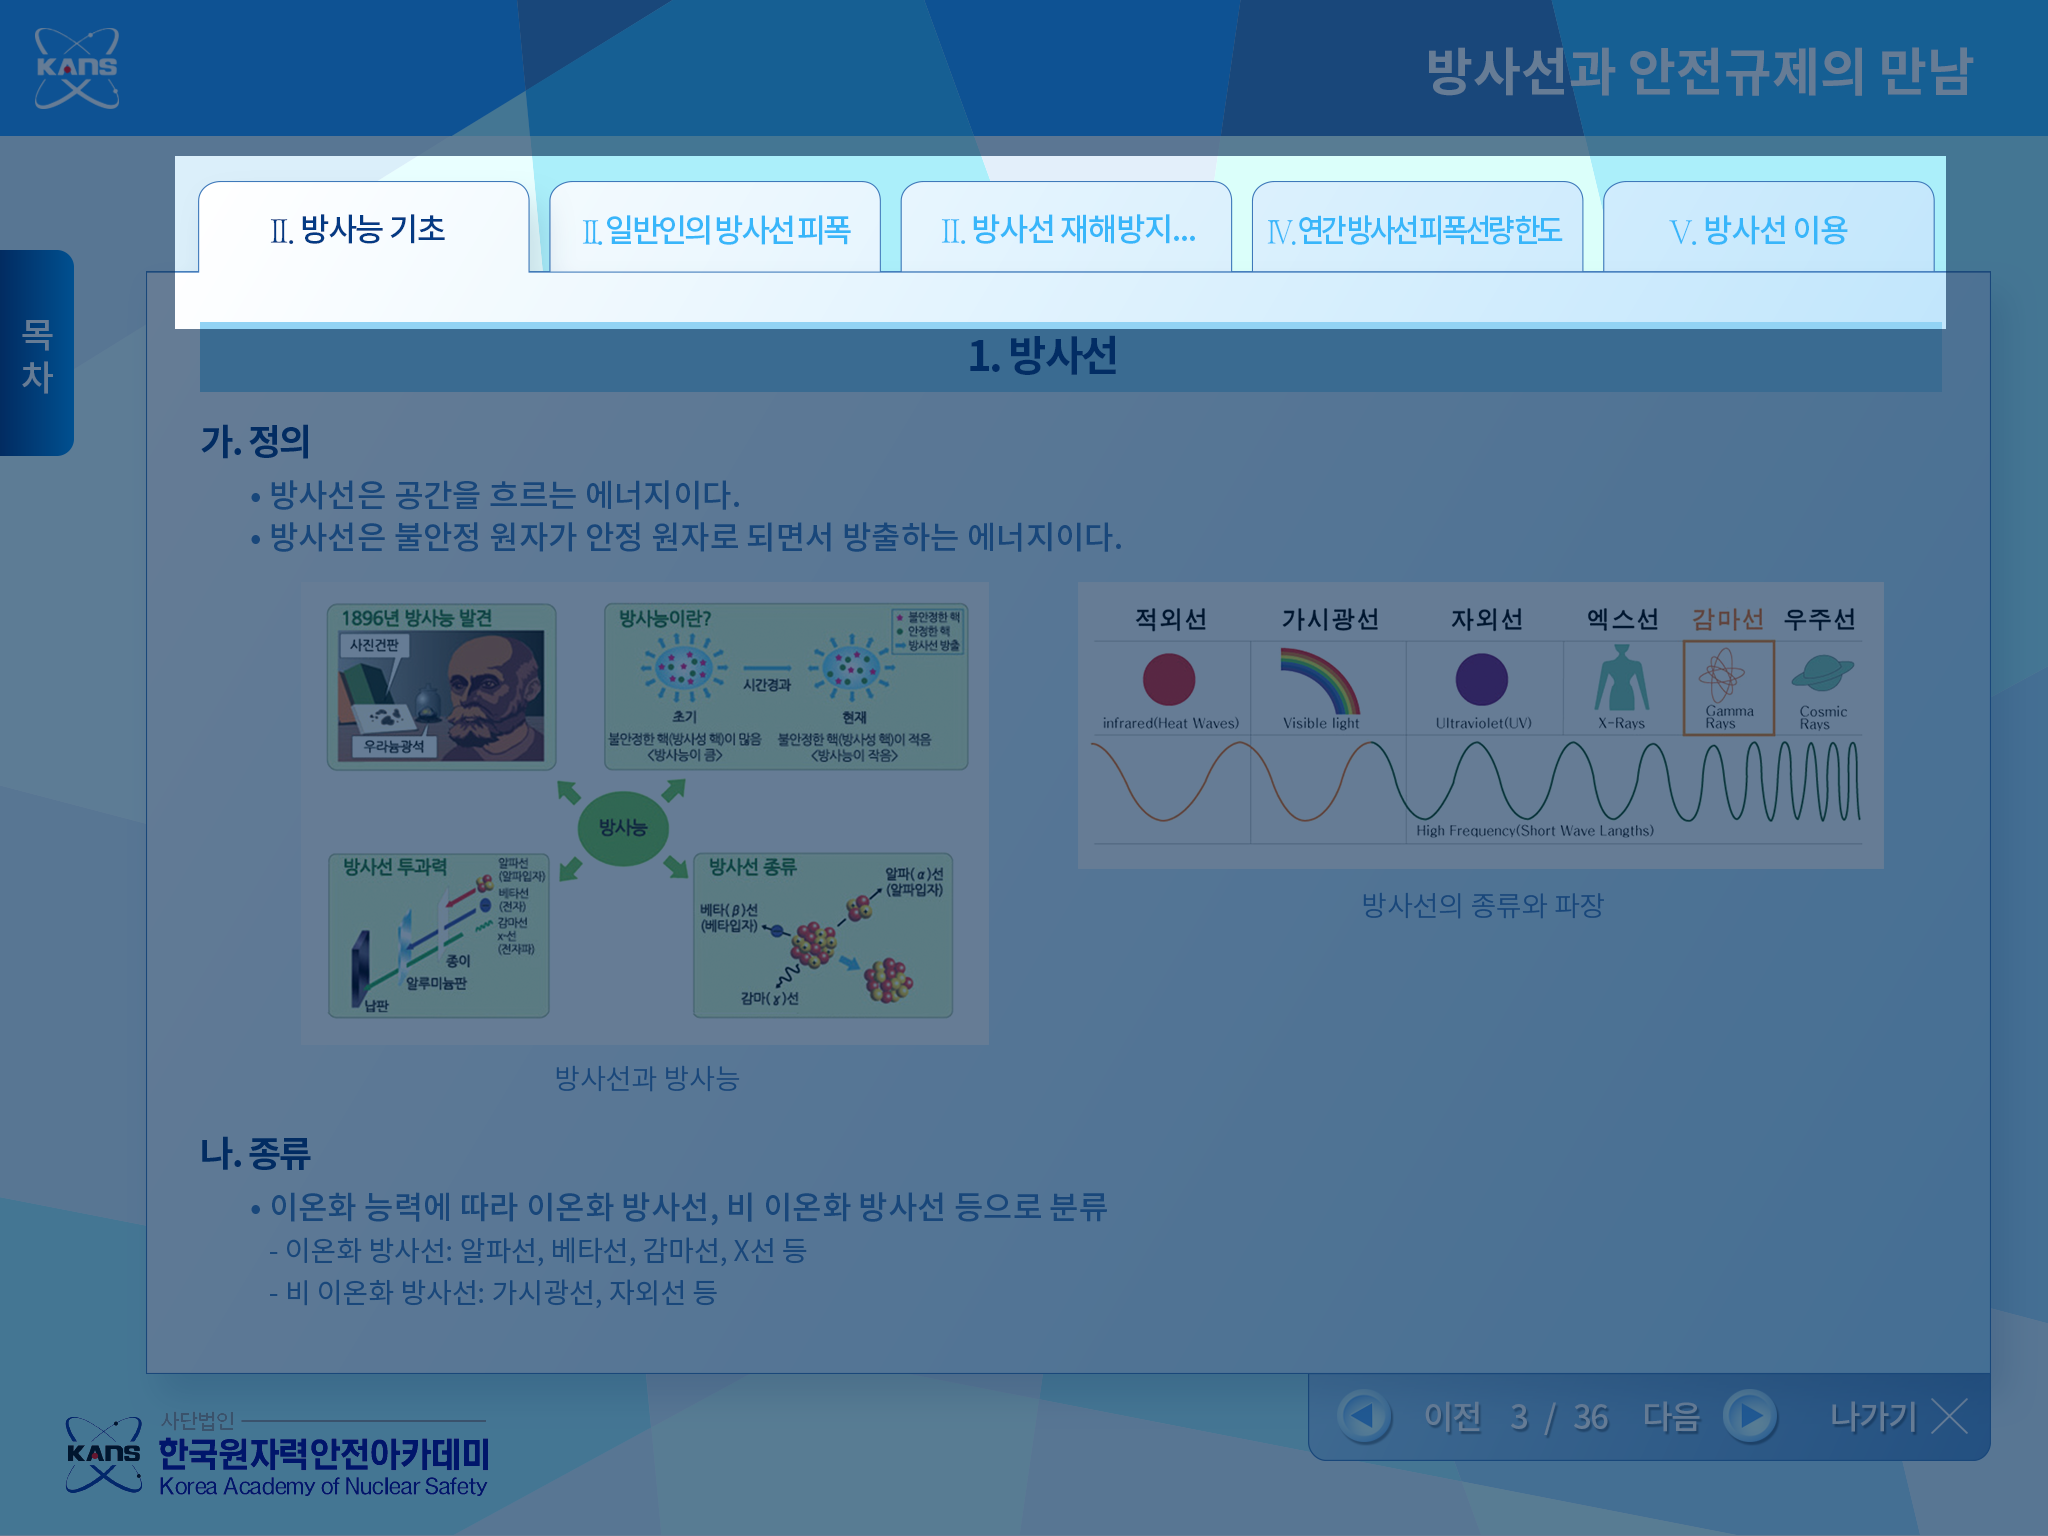 KANS
방사선과 안전규제의 만남
Ⅱ. 방사능 기초
Ⅱ. 일반인의 방사선 피폭
Ⅱ. 방사선 재해방지...
Ⅳ. 연간 방사선 피폭선량 한도
Ⅴ. 방사선 이용
목
차
1. 방사선
가. 정의
• 방사선은 공간을 흐르는 에너지이다.
• 방사선은 불안정 원자가 안정 원자로 되면서 방출하는 에너지이다.
1896년 방사능 발견
사진건판
우라늄광석
방사능이란?
불안정한 핵
안정한 핵
방사선 방출
시간경과
초기
현재
불안정한 핵(방사성 핵)이 많음
<방사능이 큼>
불안정한 핵(방사성 핵)이 적음
<방사능이 작음>
방사능
방사선 투과력
알파선
(알파입자)
베타선
(전자)
감마선
x-선
(전자파)
종이
알루미늄판
납판
방사선 종류
알파(α)선
(알파입자)
베타(β)선
(베타입자)
감마(γ)선
방사선과 방사능
적외선 가시광선 자외선 엑스선 감마선 우주선
infrared(Heat Waves)
Visible light
Ultraviolet(UV)
X-Rays
Gamma
Rays
Cosmic
Rays
High Frequency(Short Wave Langths)
방사선의 종류와 파장
나. 종류
• 이온화 능력에 따라 이온화 방사선, 비 이온화 방사선 등으로 분류
- 이온화 방사선: 알파선, 베타선, 감마선, X선 등
- 비 이온화 방사선: 가시광선, 자외선 등
이전 3 / 36 다음 나가기
KANS
사단법인
한국원자력안전아카데미
Korea Academy of Nuclear Safety